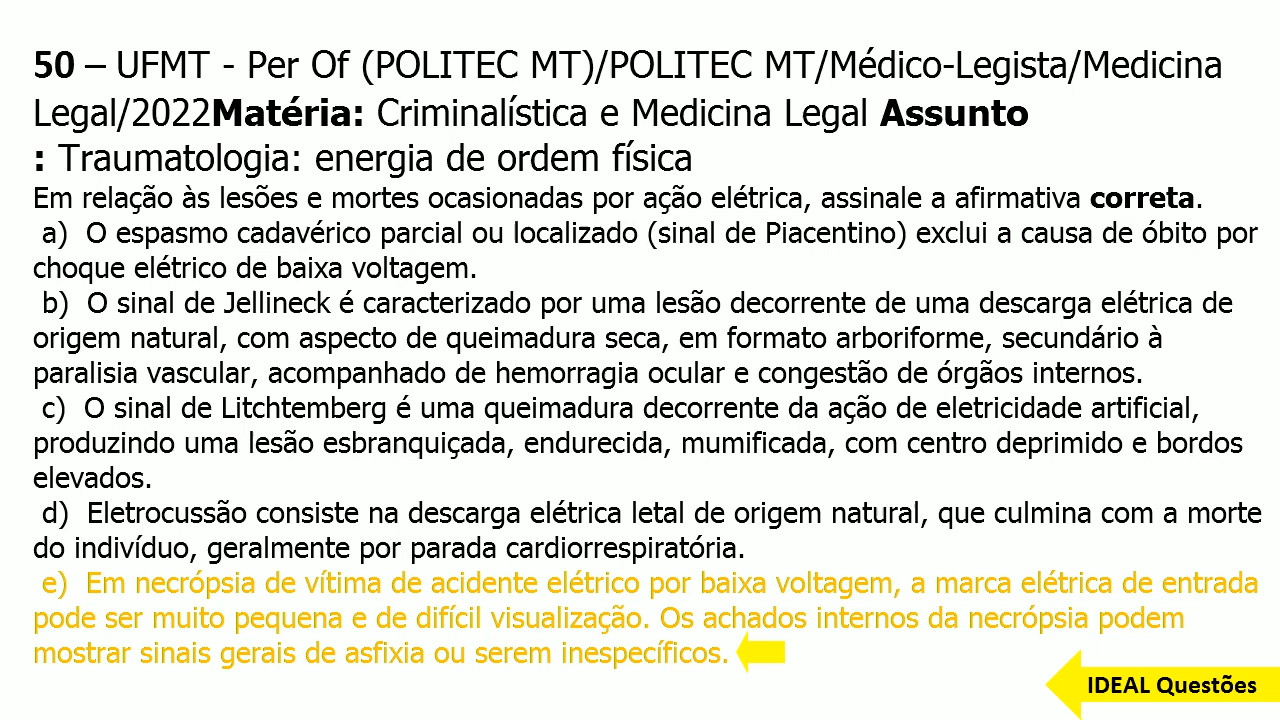 50 – UFMT - Per Of (POLITEC MT)/POLITEC MT/Médico-Legista/Medicina
Legal/2022Matéria: Criminalística e Medicina Legal Assunto
: Traumatologia: energia de ordem física
Em relação às lesões e mortes ocasionadas por ação elétrica, assinale a afirmativa correta.
a) O espasmo cadavérico parcial ou localizado (sinal de Piacentino) exclui a causa de óbito por
choque elétrico de baixa voltagem.
b) O sinal de Jellineck é caracterizado por uma lesão decorrente de uma descarga elétrica de
origem natural, com aspecto de queimadura seca, em formato arboriforme, secundário à
paralisia vascular, acompanhado de hemorragia ocular e congestão de órgãos internos.
c) O sinal de Litchtemberg é uma queimadura decorrente da ação de eletricidade artificial,
produzindo uma lesão esbranquiçada, endurecida, mumificada, com centro deprimido e bordos
elevados.
d) Eletrocussão consiste na descarga elétrica letal de origem natural, que culmina com a morte
do indivíduo, geralmente por parada cardiorrespiratória.
e) Em necrópsia de vítima de acidente elétrico por baixa voltagem, a marca elétrica de entrada
pode ser muito pequena e de difícil visualização. Os achados internos da necrópsia podem
mostrar sinais gerais de asfixia ou serem inespecíficos.
IDEAL Questões